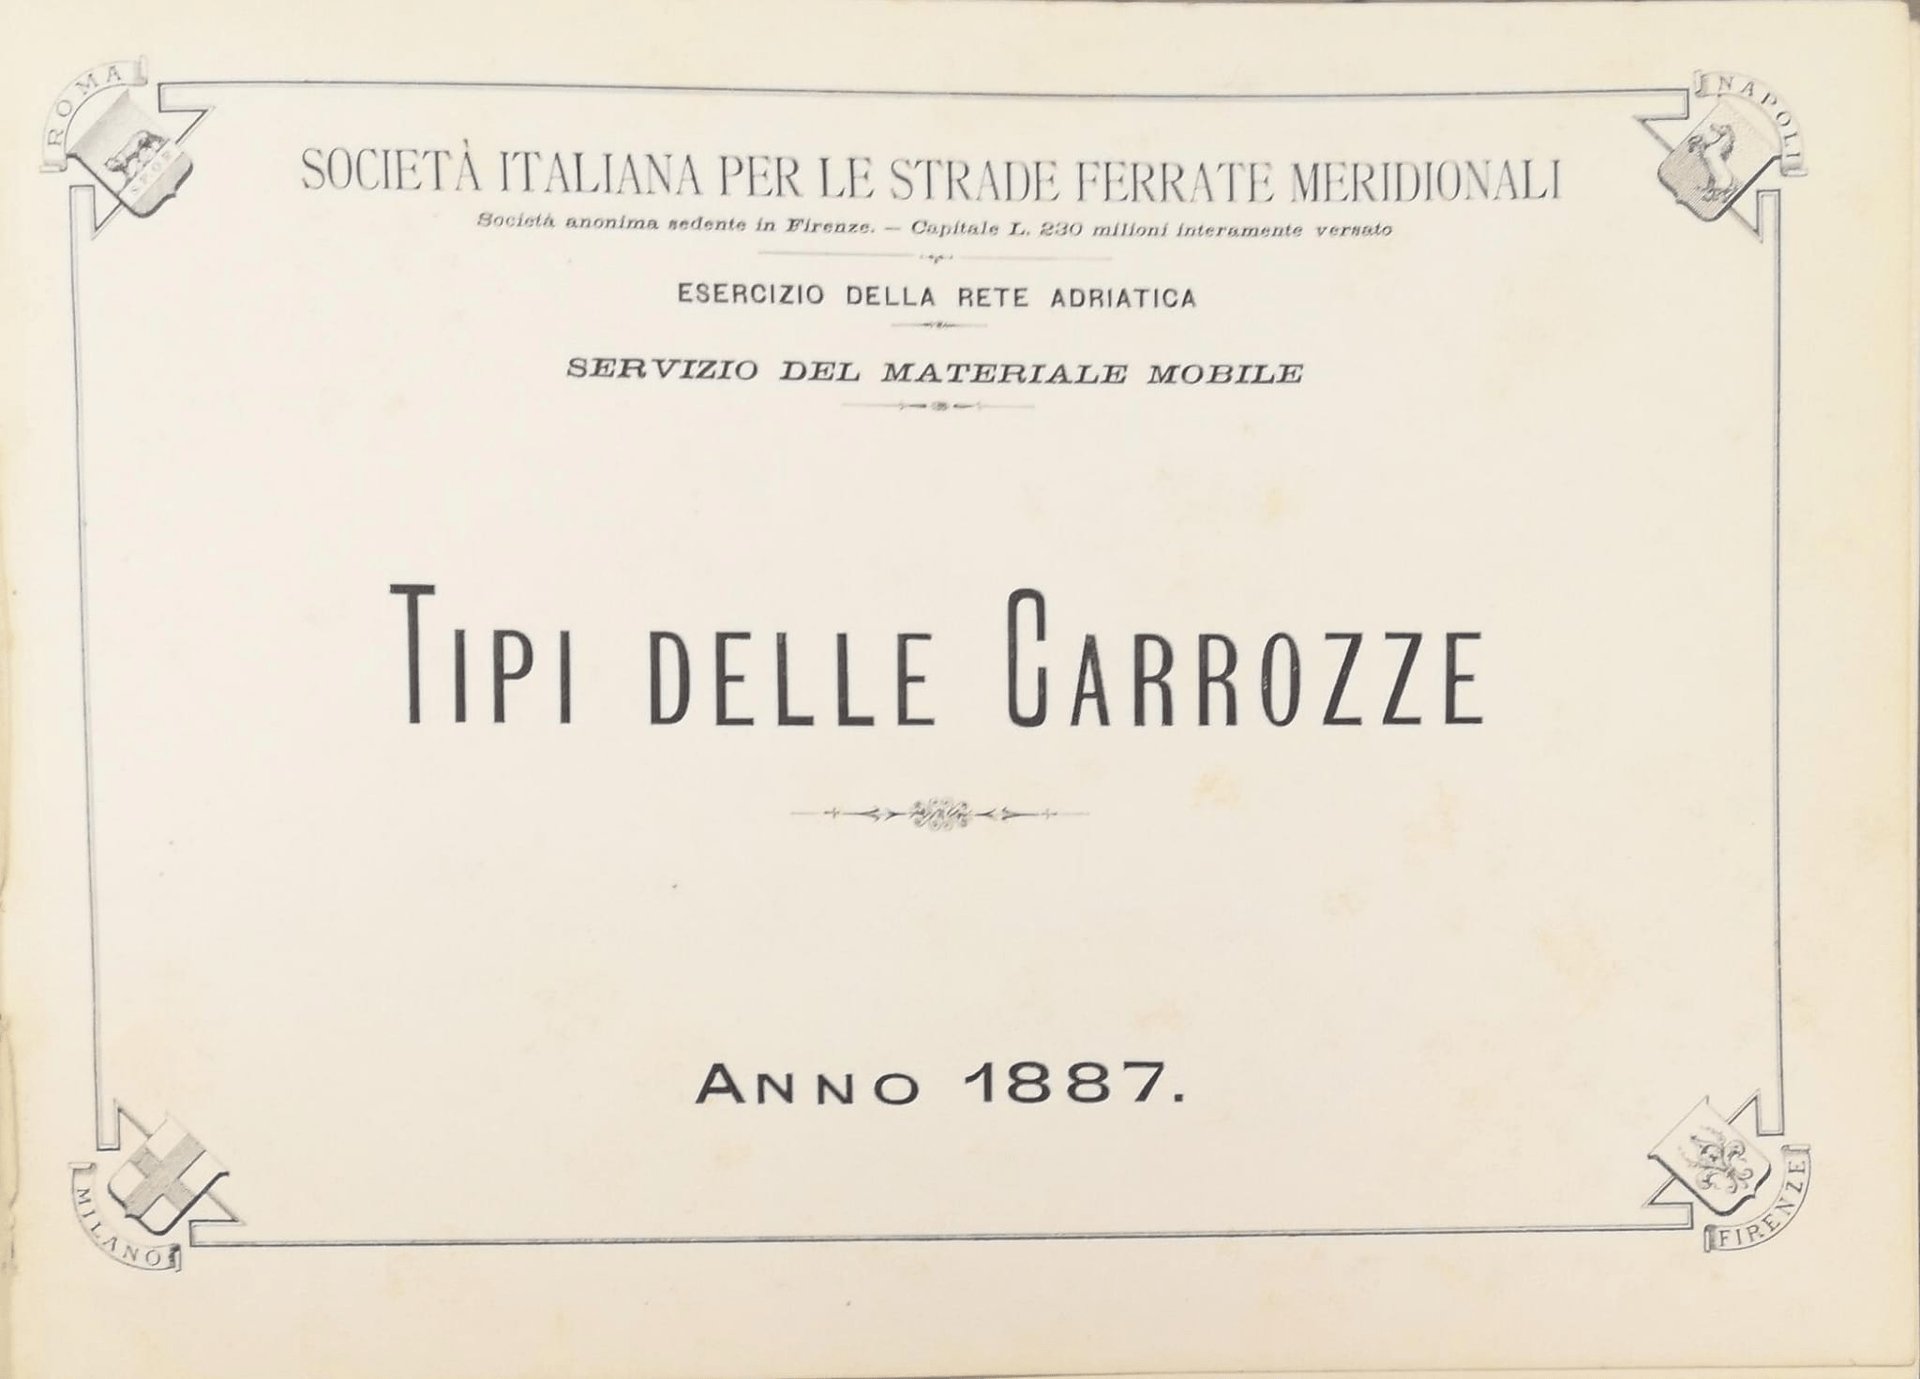 ROMA
NAPOLI
SPQR
SOCIETÀ ITALIANA PER LE STRADE FERRATE MERIDIONALI
Società anonima sedente in Firenze. — Capitale L. 230 milioni interamente versato
ESERCIZIO DELLA RETE ADRIATICA
SERVIZIO DEL MATERIALE MOBILE
TIPI DELLE CARROZZE
ANNO 1887.
MILANO
FIRENZE